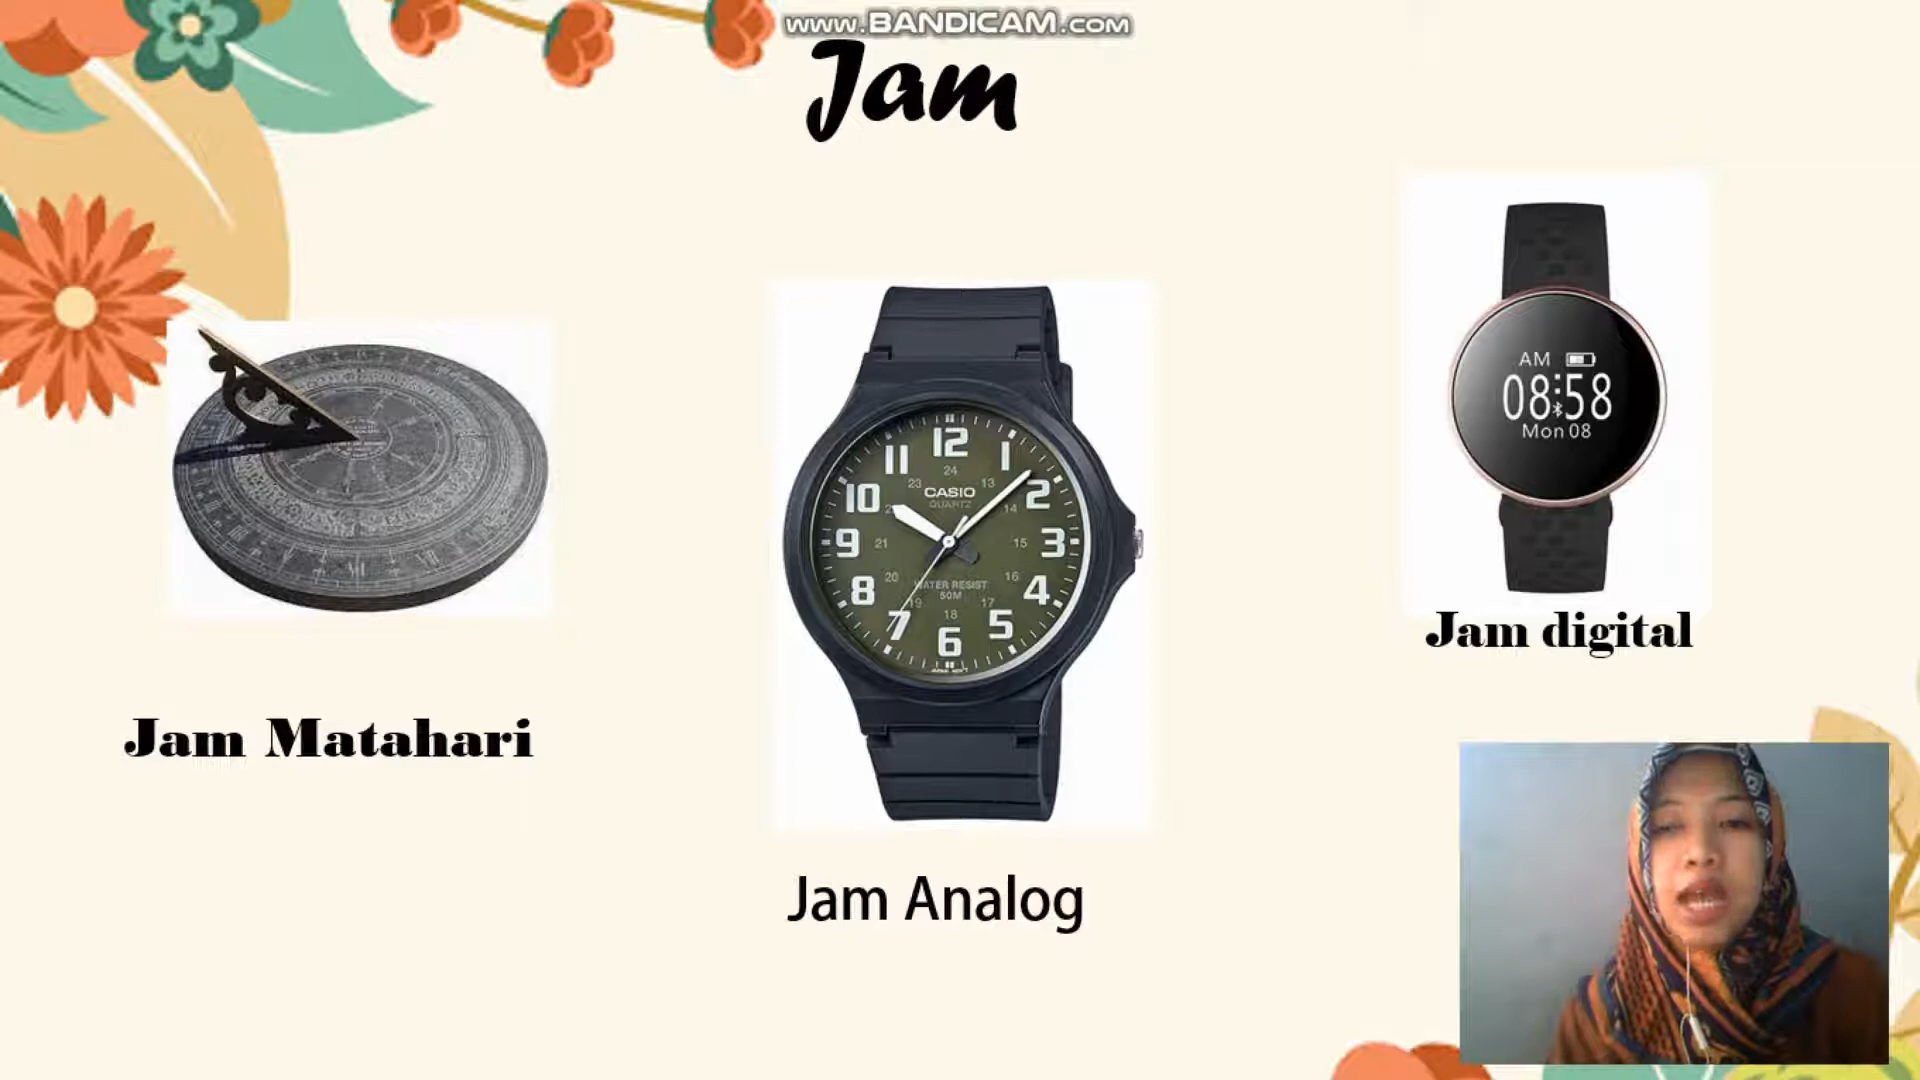 www.BANDICAM.com
Jam
12
11
1
24
23
13
10
CASIO
2
QUARTZ
14
9
21
15
3
20
16
8
WATER RESIST
4
50M
19
17
7
18
5
6
AM
08:58
Mon 08
Jam digital
Jam Matahari
Jam Analog